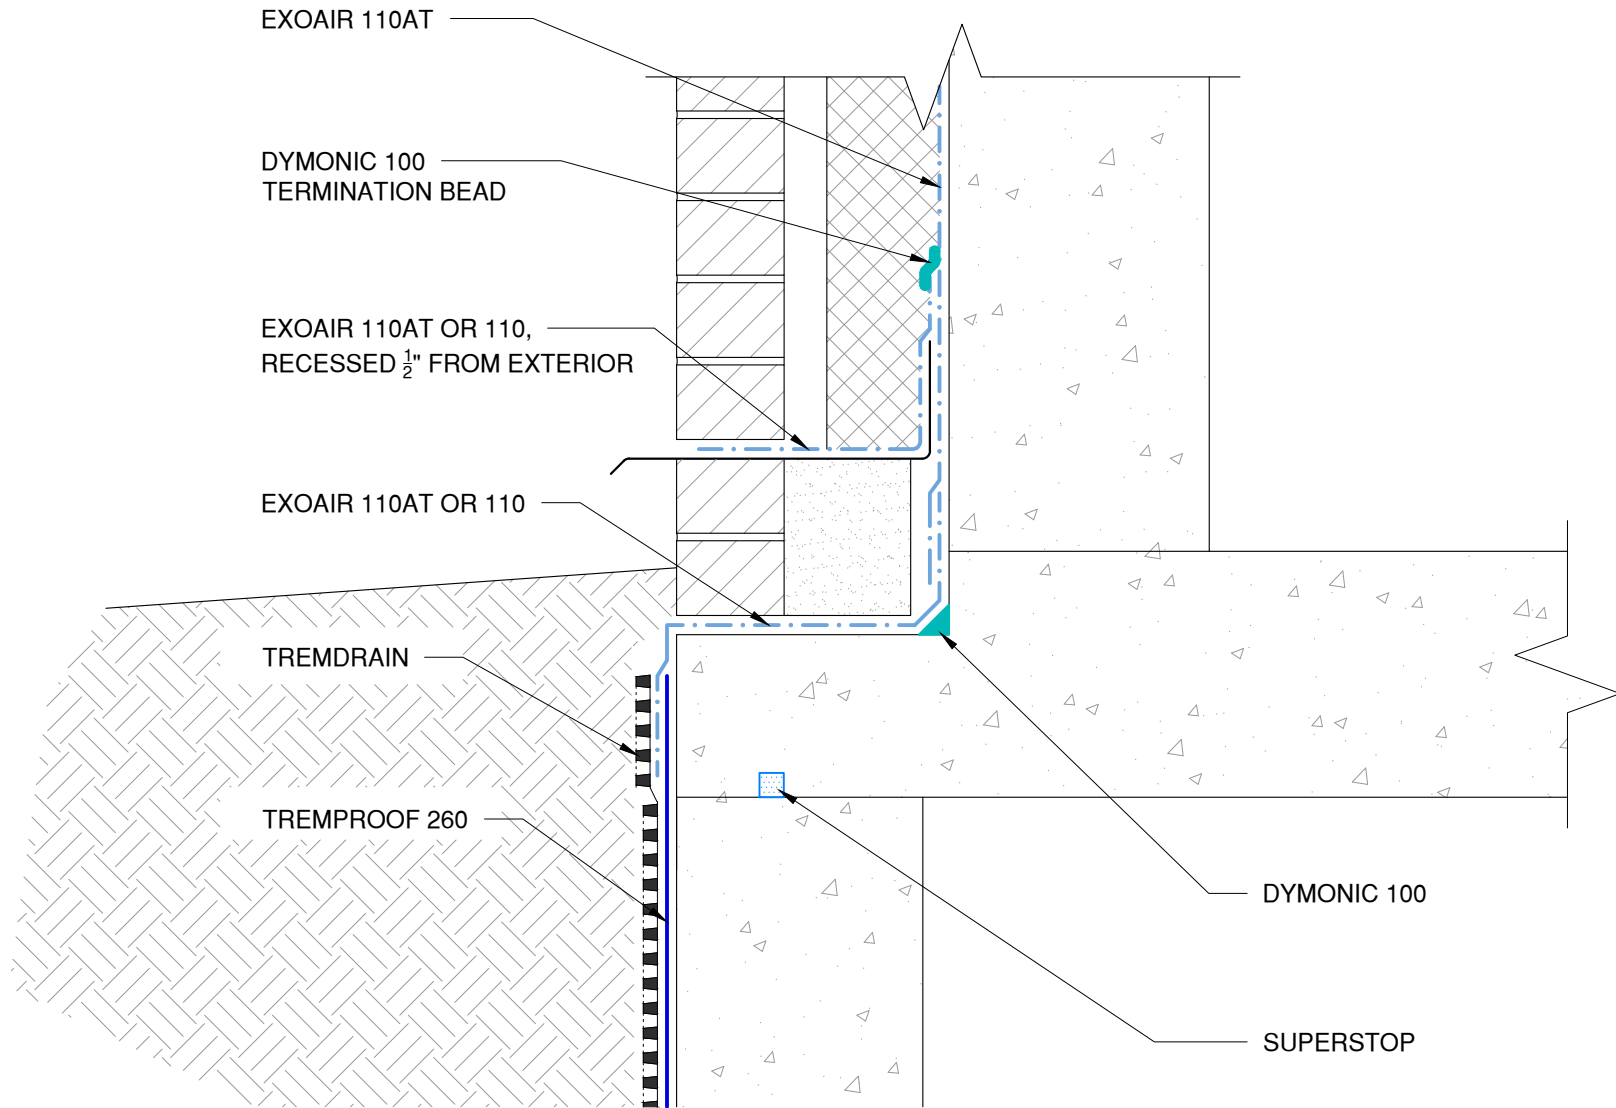 EXOAIR 110AT
DYMONIC 100
TERMINATION BEAD
EXOAIR 110AT OR 110,
RECESSED 1/2" FROM EXTERIOR
EXOAIR 110AT OR 110
TREMDRAIN
TREMPROOF 260
DYMONIC 100
SUPERSTOP